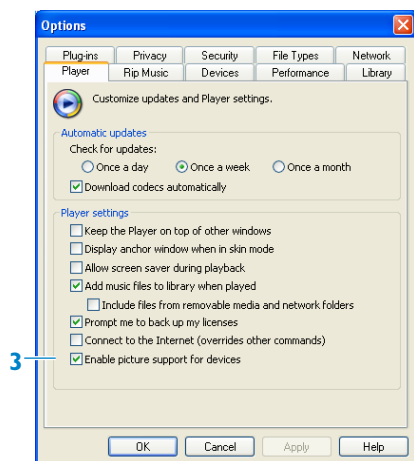 Options
Plug-ins Privacy Security File Types Network
Player Rip Music Devices Performance Library
Customize updates and Player settings.
Automatic updates
Check for updates:
Once a day Once a week Once a month
Download codecs automatically
Player settings
Keep the Player on top of other windows
Display anchor window when in skin mode
Allow screen saver during playback
Add music files to library when played
Include files from removable media and network folders
Prompt me to back up my licenses
Connect to the Internet (overrides other commands)
3 Enable picture support for devices
OK Cancel Apply Help